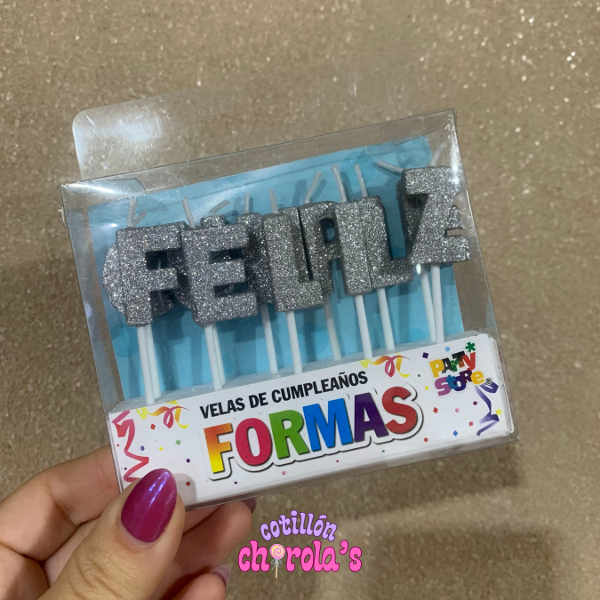 FELIZ
VELAS DE CUMPLEAÑOS
FORMAS
PARTY
STORE
cotillón
chirola's